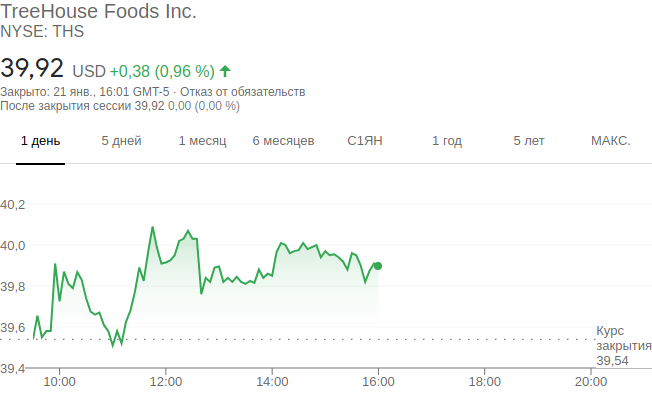 TreeHouse Foods Inc.
NYSE: THS
39,92 USD +0,38 (0,96 %)
Закрыто: 21 янв., 16:01 GMT-5 · Отказ от обязательств
После закрытия сессии 39,92 0,00 (0,00 %)
1 день 5 дней 1 месяц 6 месяцев С1ЯН 1 год 5 лет МАКС.
40,2
40,0
39,8
39,6
Курс
закрытия
39,54
39,4
10:00 12:00 14:00 16:00 18:00 20:00